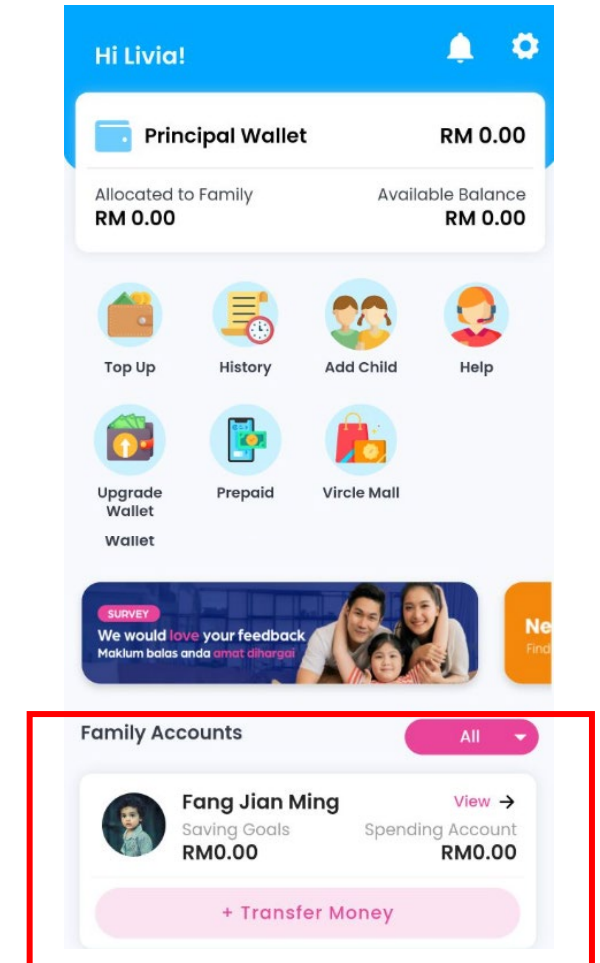 Hi Livia!
Principal Wallet RM 0.00
Allocated to Family Available Balance
RM 0.00 RM 0.00
Top Up History Add Child Help
Upgrade Prepaid Vircle Mall
Wallet
Wallet
SURVEY
We would love your feedback
Maklum balas anda amat dihargai
Ne
Find
Family Accounts All
Fang Jian Ming View →
Saving Goals Spending Account
RM0.00 RM0.00
+ Transfer Money